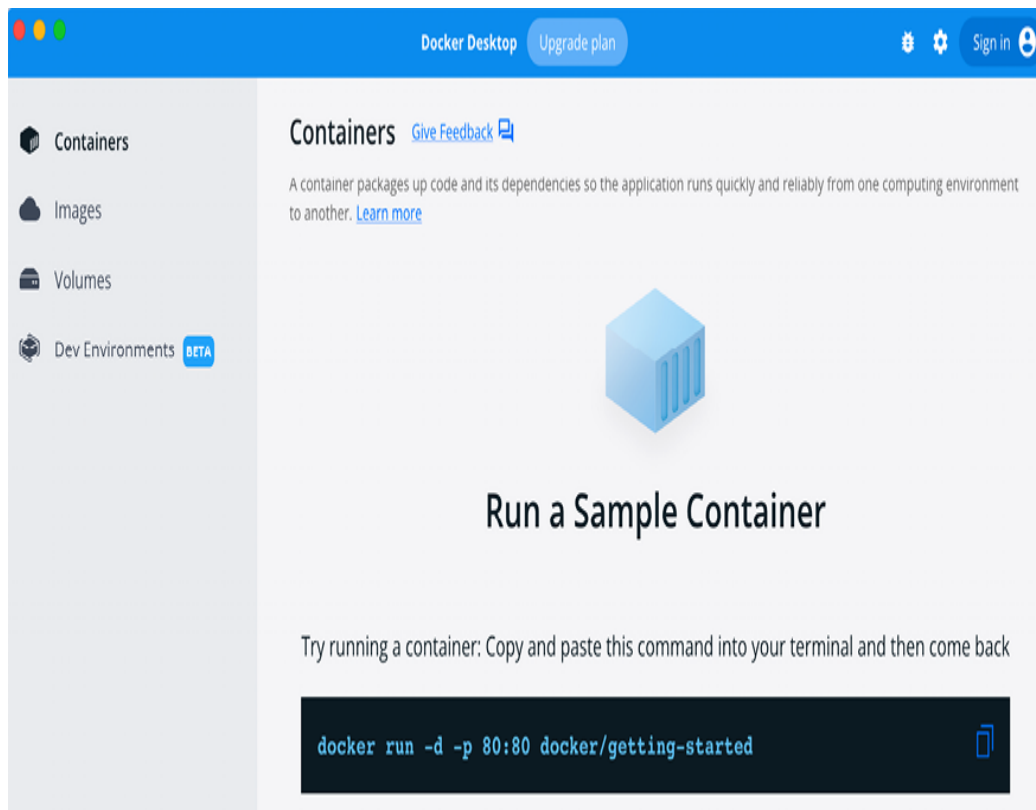 Docker Desktop Upgrade plan Sign in
Containers
Images
Volumes
Dev Environments BETA
Containers Give Feedback
A container packages up code and its dependencies so the application runs quickly and reliably from one computing environment
to another. Learn more
Run a Sample Container
Try running a container: Copy and paste this command into your terminal and then come back
docker run -d -p 80:80 docker/getting-started